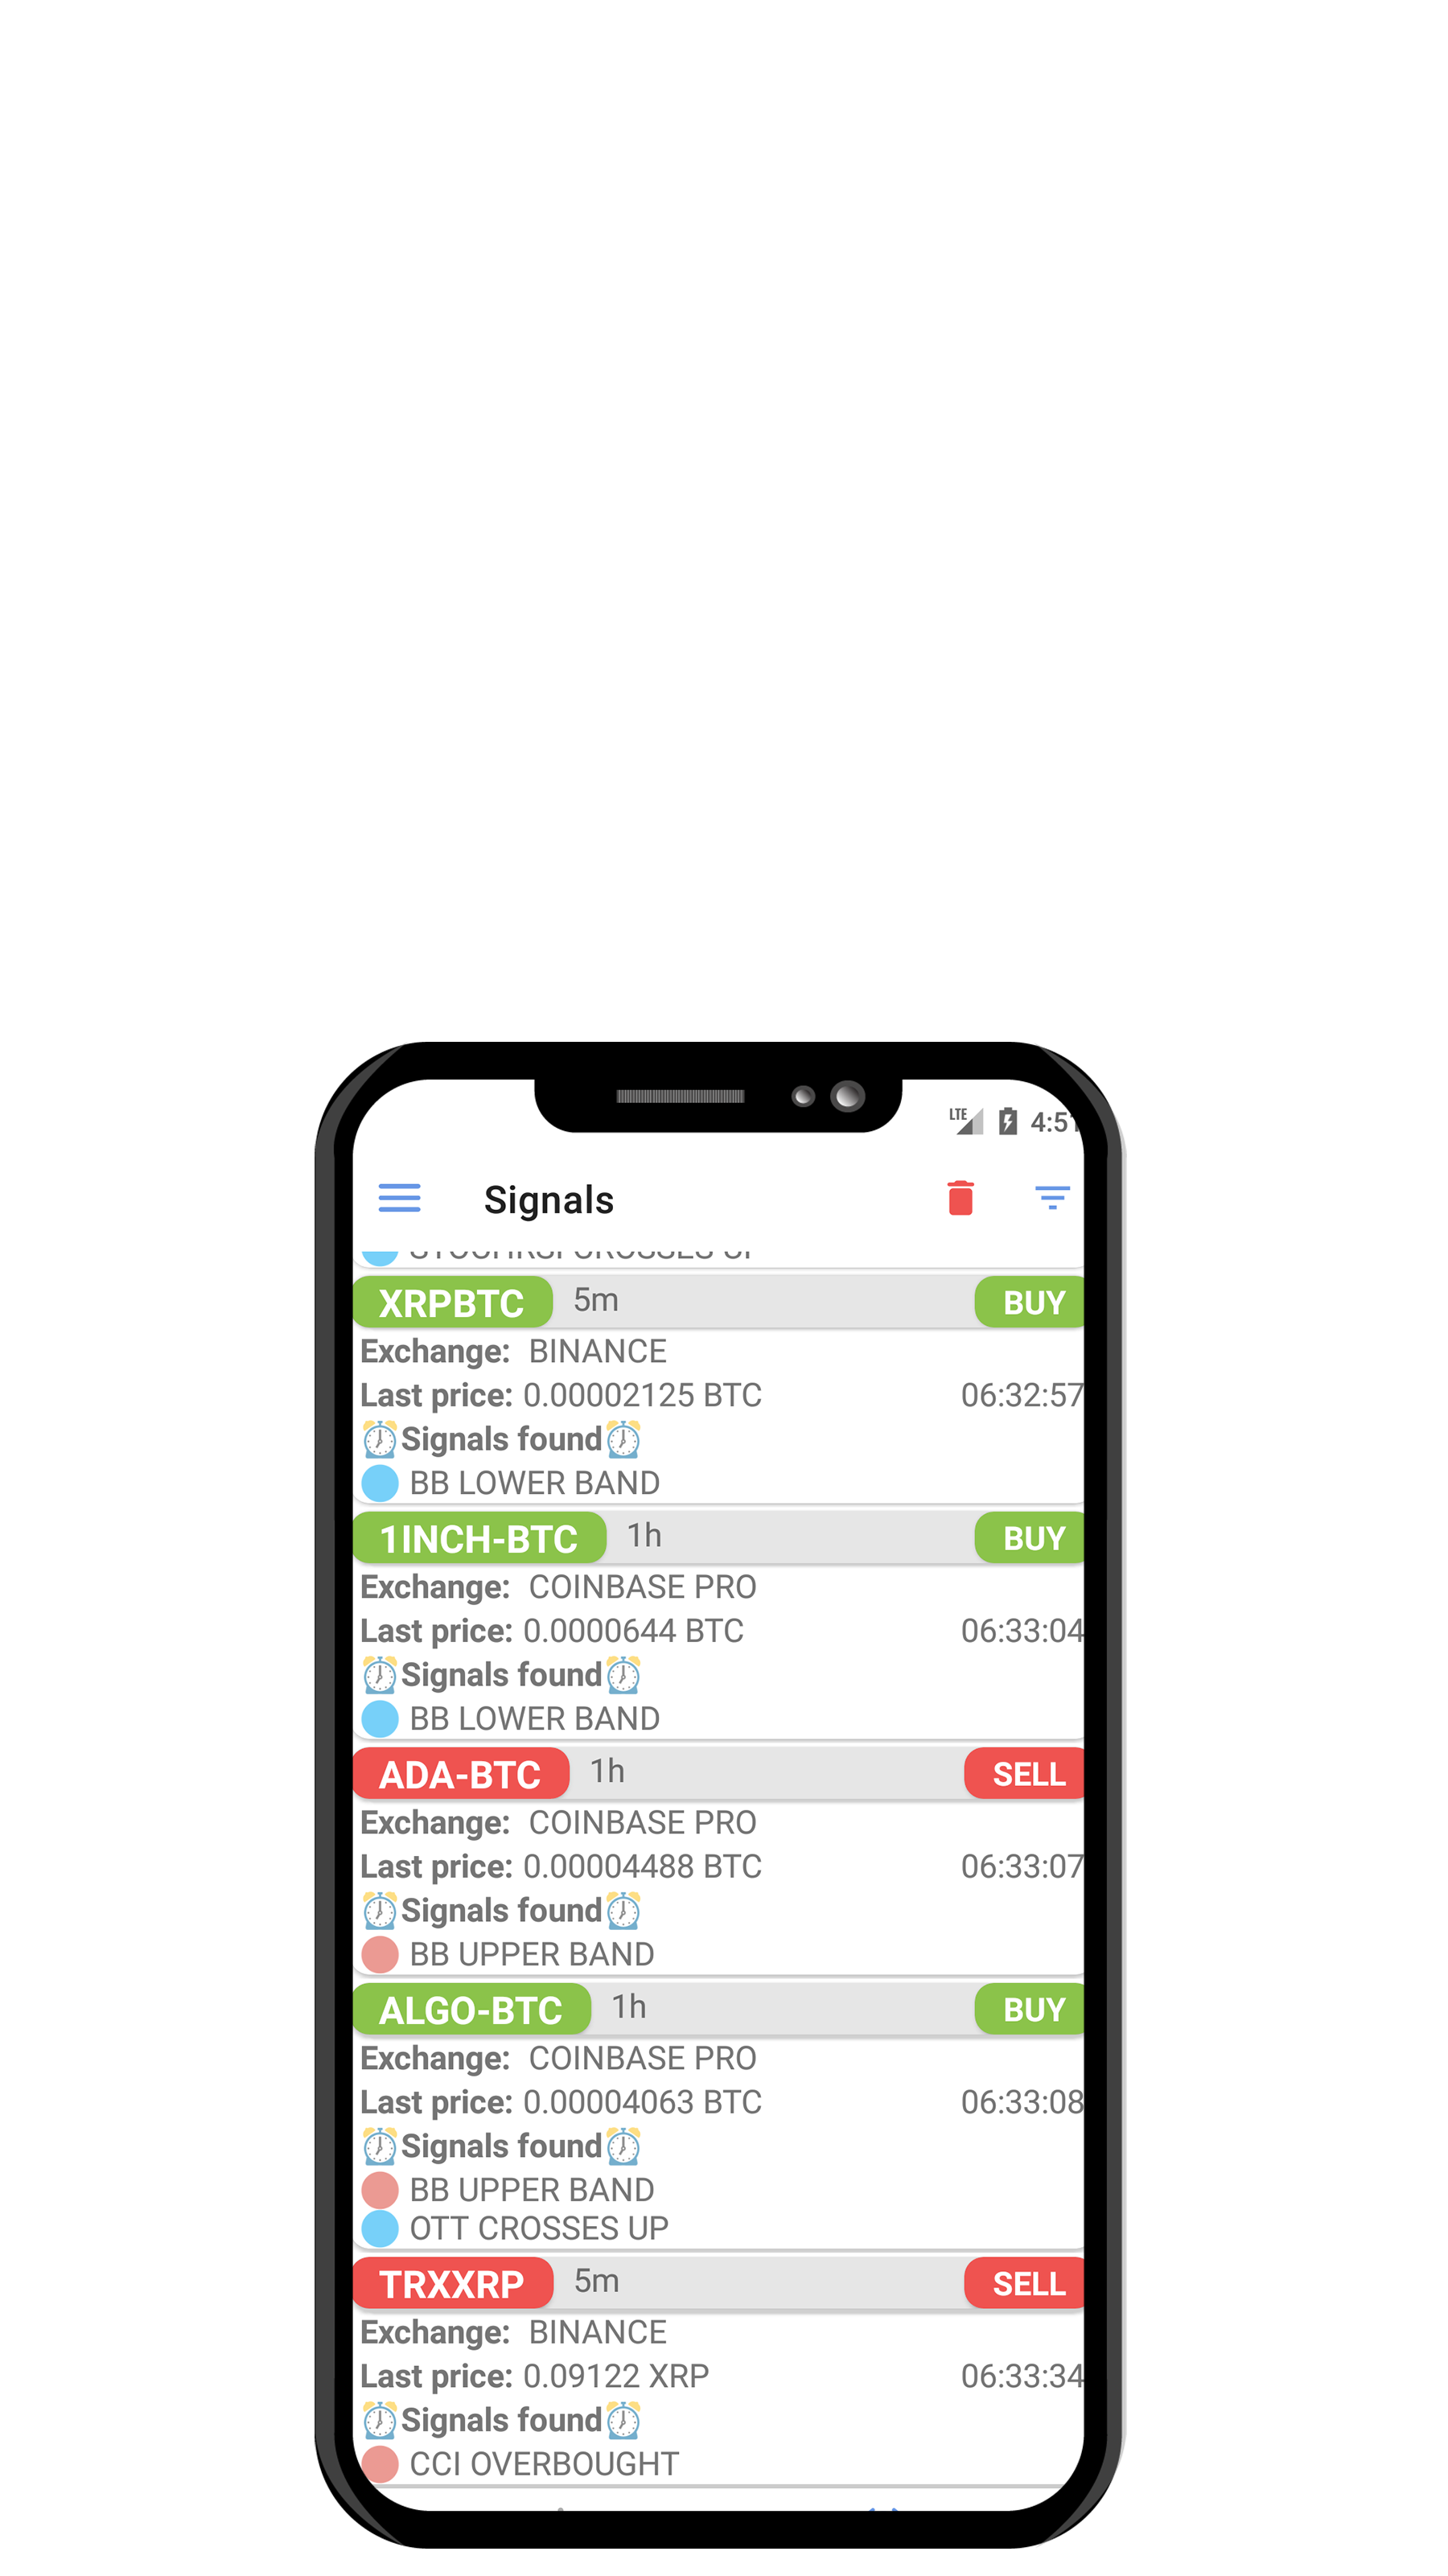 LTE 4:51
Signals
XRPBTC 5m BUY
Exchange: BINANCE
Last price: 0.00002125 BTC 06:32:57
⏰Signals found⏰
BB LOWER BAND
1INCH-BTC 1h BUY
Exchange: COINBASE PRO
Last price: 0.0000644 BTC 06:33:04
⏰Signals found⏰
BB LOWER BAND
ADA-BTC 1h SELL
Exchange: COINBASE PRO
Last price: 0.00004488 BTC 06:33:07
⏰Signals found⏰
BB UPPER BAND
ALGO-BTC 1h BUY
Exchange: COINBASE PRO
Last price: 0.00004063 BTC 06:33:08
⏰Signals found⏰
BB UPPER BAND
OTT CROSSES UP
TRXXRP 5m SELL
Exchange: BINANCE
Last price: 0.09122 XRP 06:33:34
⏰Signals found⏰
CCI OVERBOUGHT